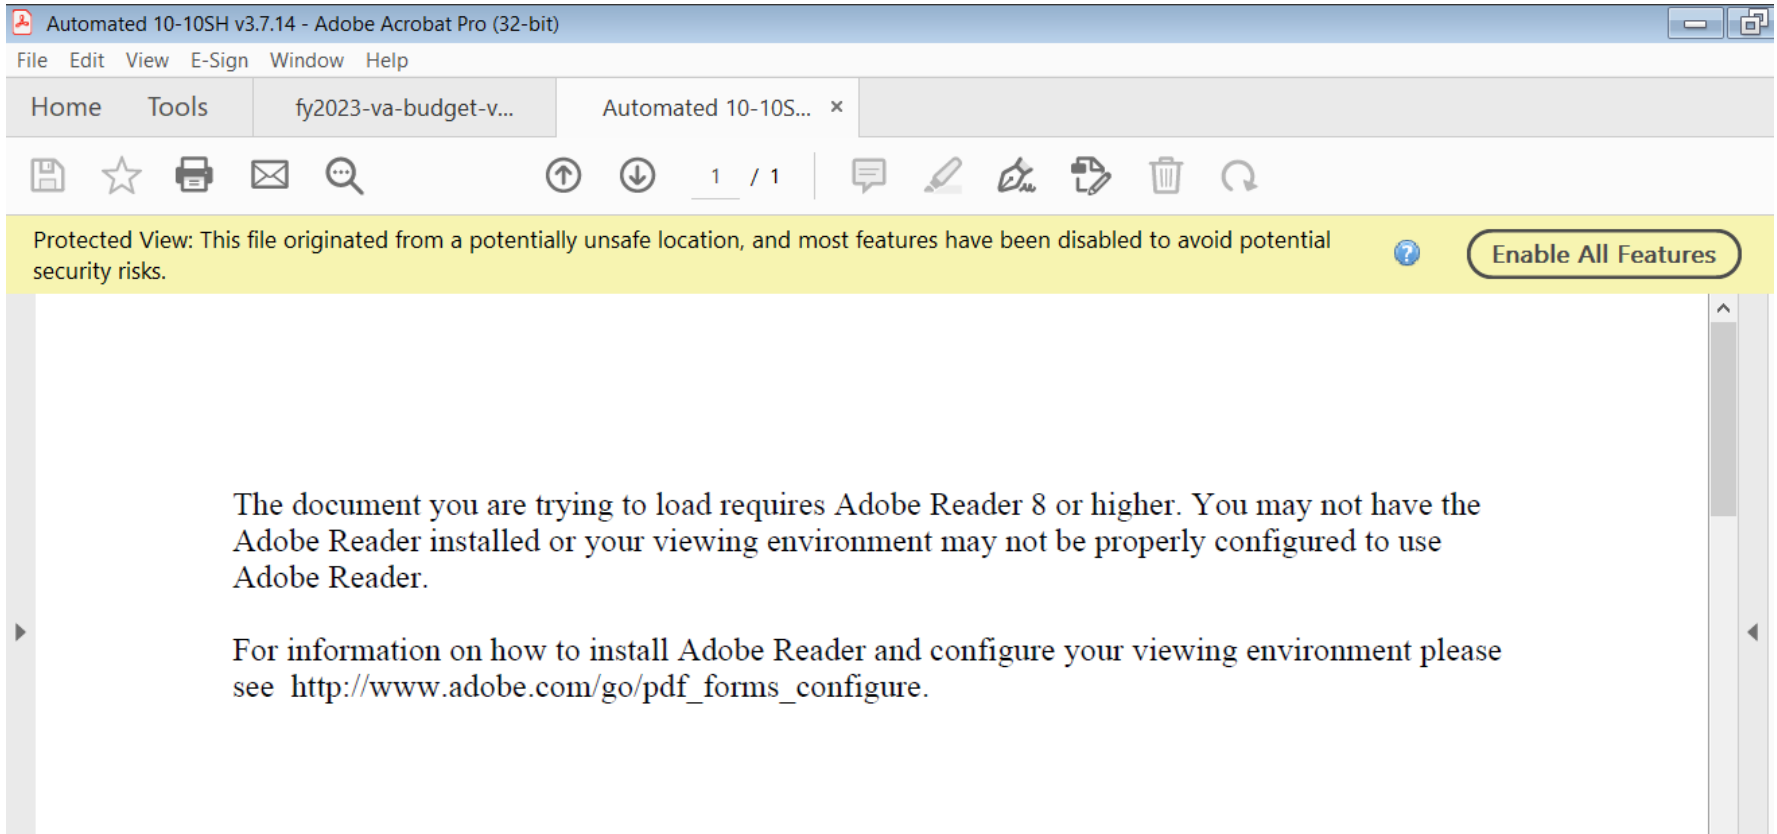 Automated 10-10SH v3.7.14 - Adobe Acrobat Pro (32-bit)
File Edit View E-Sign Window Help
Home Tools fy2023-va-budget-v... Automated 10-10S... ×
1 / 1
Protected View: This file originated from a potentially unsafe location, and most features have been disabled to avoid potential
security risks.
? Enable All Features
The document you are trying to load requires Adobe Reader 8 or higher. You may not have the
Adobe Reader installed or your viewing environment may not be properly configured to use
Adobe Reader.
For information on how to install Adobe Reader and configure your viewing environment please
see http://www.adobe.com/go/pdf_forms_configure.